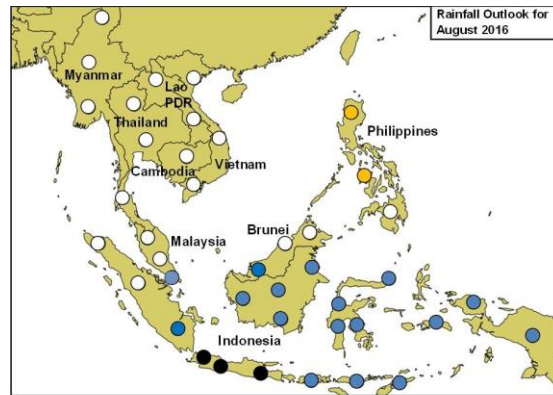 Rainfall Outlook for
August 2016
Myanmar
Lao
PDR
Thailand
Philippines
Cambodia
Vietnam
Brunei
Malaysia
Indonesia